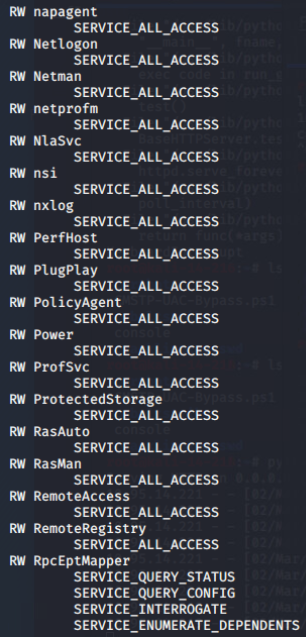 RW napagent
SERVICE_ALL_ACCESS
RW Netlogon
SERVICE_ALL_ACCESS
RW Netman
SERVICE_ALL_ACCESS
RW netprofm
SERVICE_ALL_ACCESS
RW NlaSvc
SERVICE_ALL_ACCESS
RW nsi
SERVICE_ALL_ACCESS
RW nxlog
SERVICE_ALL_ACCESS
RW PerfHost
SERVICE_ALL_ACCESS
RW PlugPlay
SERVICE_ALL_ACCESS
RW PolicyAgent
SERVICE_ALL_ACCESS
RW Power
SERVICE_ALL_ACCESS
RW ProfSvc
SERVICE_ALL_ACCESS
RW ProtectedStorage
SERVICE_ALL_ACCESS
RW RasAuto
SERVICE_ALL_ACCESS
RW RasMan
SERVICE_ALL_ACCESS
RW RemoteAccess
SERVICE_ALL_ACCESS
RW RemoteRegistry
SERVICE_ALL_ACCESS
RW RpcEptMapper
SERVICE_QUERY_STATUS
SERVICE_QUERY_CONFIG
SERVICE_INTERROGATE
SERVICE_ENUMERATE_DEPENDENTS